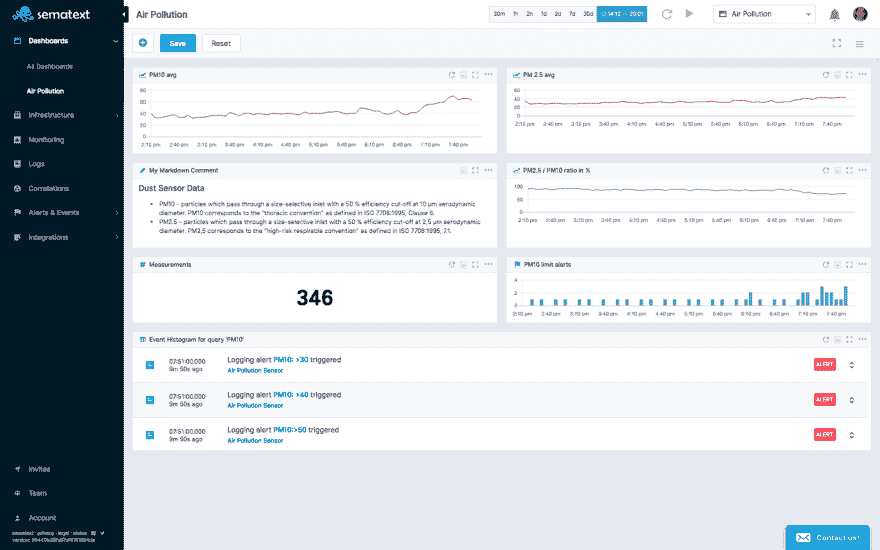 sematext
Air Pollution
30m 1h 2h 1d 2d 7d 30d
Air Pollution
Dashboards
Save
Reset
All Dashboards
Air Pollution
Infrastructure
Monitoring
Logs
Correlations
Alerts & Events
Integrations
PM10 avg
80
60
40
20
0
2:10 pm 2:40 pm 3:10 pm 3:40 pm 4:10 pm 4:40 pm 5:10 pm 5:40 pm 6:10 pm 6:40 pm 7:10 pm 7:40 pm
PM 2.5 avg
60
40
20
0
2:10 pm 2:40 pm 3:10 pm 3:40 pm 4:10 pm 4:40 pm 5:10 pm 5:40 pm 6:10 pm 6:40 pm 7:10 pm 7:40 pm
My Markdown Comment
Dust Sensor Data
PM10 - particles which pass through a size-selective inlet with a 50 % efficiency cut-off at 10 μm aerodynamic
diameter. PM10 corresponds to the "thoracic convention" as defined in ISO 7708:1995, Clause 6.
PM2.5 – particles which pass through a size-selective inlet with a 50 % efficiency cut-off at 2,5 μm aerodynamic
diameter. PM2,5 corresponds to the "high-risk respirable convention" as defined in ISO 7708:1995, 7.1.
PM2.5 / PM10 ratio in %
100
50
0
2:10 pm 2:40 pm 3:10 pm 3:40 pm 4:10 pm 4:40 pm 5:10 pm 5:40 pm 6:10 pm 6:40 pm 7:10 pm 7:40 pm
Measurements
346
PM10 limit alerts
4
2
0
2:10 pm 2:40 pm 3:10 pm 3:40 pm 4:10 pm 4:40 pm 5:10 pm 5:40 pm 6:10 pm 6:40 pm 7:10 pm 7:40 pm
Event Histogram for query 'PM10'
07:51:00.000
9m 50s ago
Logging alert PM10: >30 triggered
Air Pollution Sensor
ALERT
07:51:00.000
9m 50s ago
Logging alert PM10: >40 triggered
Air Pollution Sensor
ALERT
07:51:00.000
9m 50s ago
Logging alert PM10:>50 triggered
Air Pollution Sensor
ALERT
Invites
Team
Account
Contact us!